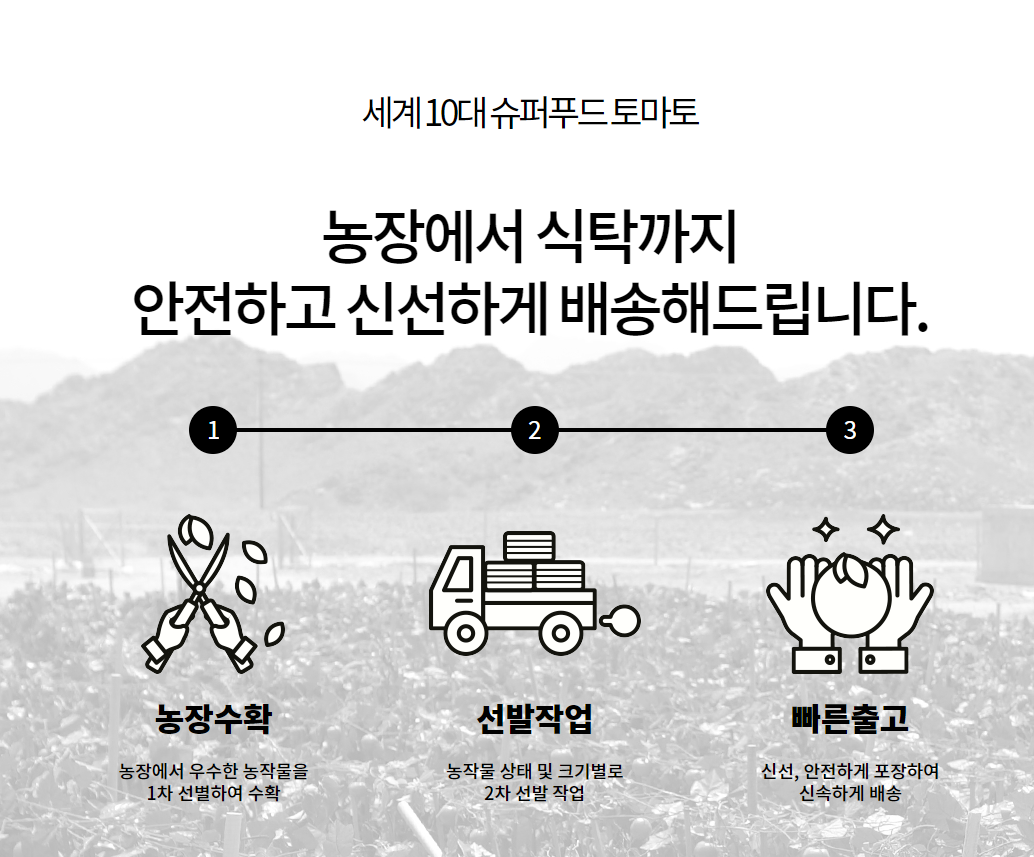 세계 10대 슈퍼푸드 토마토
농장에서 식탁까지
안전하고 신선하게 배송해드립니다.
1
2
3
농장수확
농장에서 우수한 농작물을
1차 선별하여 수확
선발작업
농작물 상태 및 크기별로
2차 선발 작업
빠른출고
신선, 안전하게 포장하여
신속하게 배송